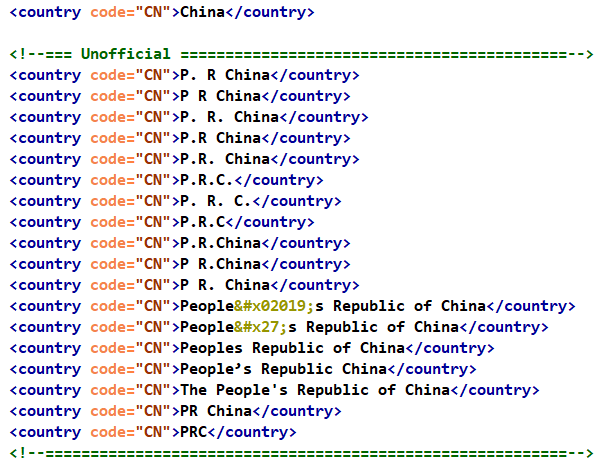 <country code="CN">China</country>
<!--=== Unofficial ===========================================-->
<country code="CN">P. R China</country>
<country code="CN">P R China</country>
<country code="CN">P. R. China</country>
<country code="CN">P.R China</country>
<country code="CN">P.R. China</country>
<country code="CN">P.R.C.</country>
<country code="CN">P. R. C.</country>
<country code="CN">P.R.C</country>
<country code="CN">P.R.China</country>
<country code="CN">P R.China</country>
<country code="CN">P R. China</country>
<country code="CN">People&#x02019;s Republic of China</country>
<country code="CN">People&#x27;s Republic of China</country>
<country code="CN">Peoples Republic of China</country>
<country code="CN">People’s Republic China</country>
<country code="CN">The People's Republic of China</country>
<country code="CN">PR China</country>
<country code="CN">PRC</country>
<!--==========================================================-->